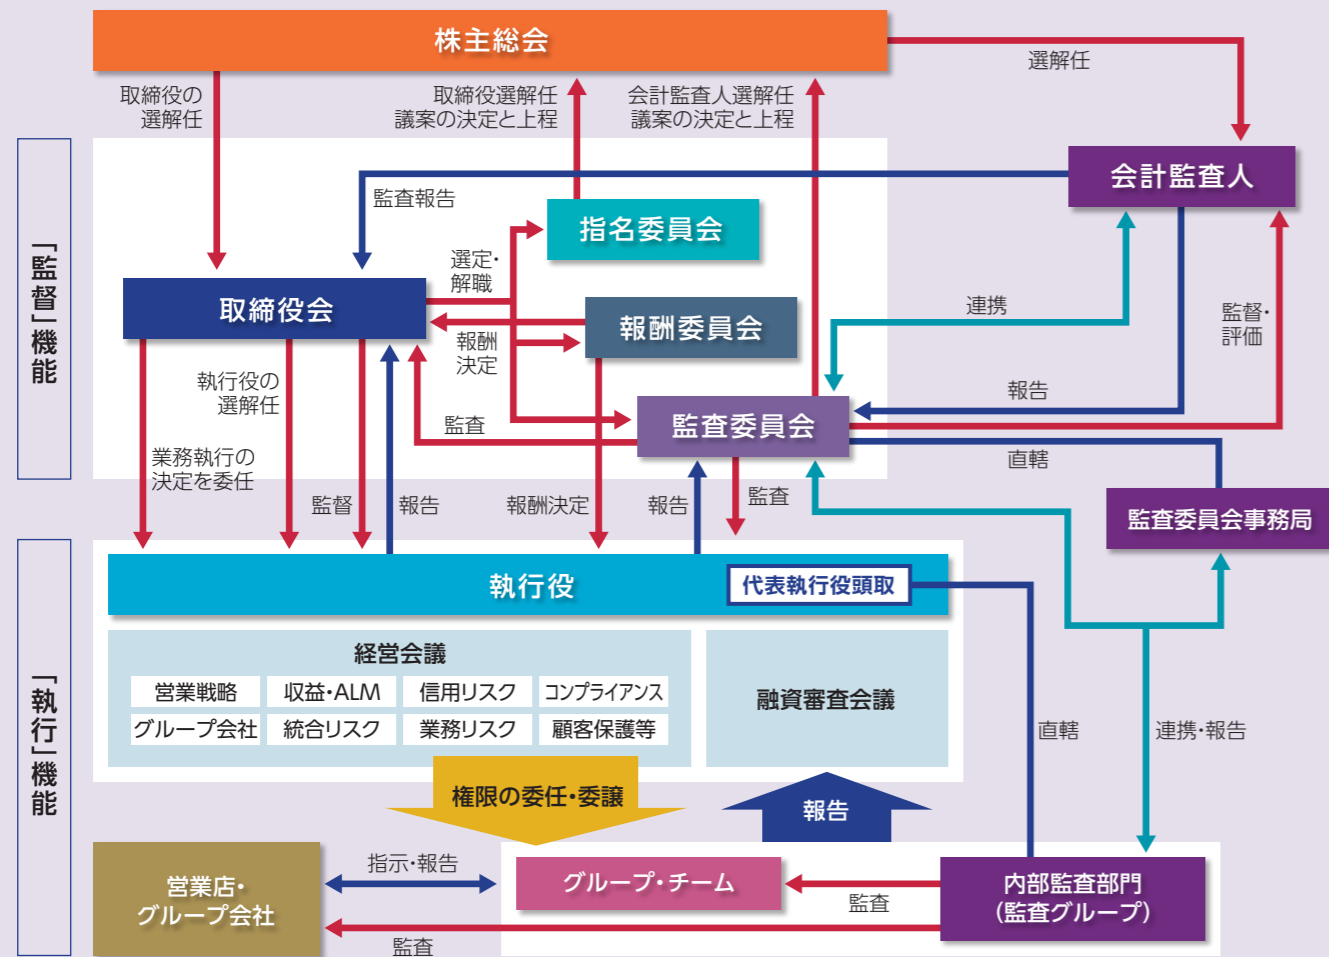 株主総会
選解任
取締役の
選解任
取締役選解任
議案の決定と上程
会計監査人選解任
議案の決定と上程
「監督」機能
会計監査人
監査報告
指名委員会
選定・
解職
取締役会
連携
監督・
評価
報酬委員会
報酬
決定
執行役の
選解任
報告
監査委員会
監査
直轄
業務執行の
決定を委任
監督
報告
報酬決定
報告
監査
監査委員会事務局
「執行」機能
執行役
代表執行役頭取
経営会議
営業戦略
収益・ALM
信用リスク
コンプライアンス
グループ会社
統合リスク
業務リスク
顧客保護等
融資審査会議
直轄
連携・報告
権限の委任・委譲
報告
営業店・
グループ会社
指示・報告
グループ・チーム
監査
内部監査部門
(監査グループ)
監査